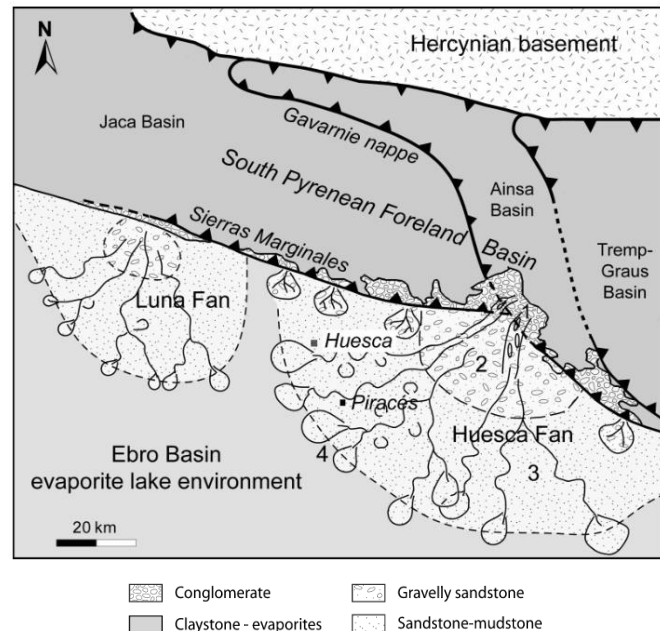 N
Hercynian basement
Jaca Basin
Gavarnie nappe
South Pyrenean Foreland Basin
Ainsa
Basin
Sierras Marginales
Tremp-
Graus
Basin
Luna Fan
Huesca
2
Piracés
Huesca Fan
4
3
Ebro Basin
evaporite lake environment
20 km
Conglomerate
Gravelly sandstone
Claystone - evaporites
Sandstone-mudstone